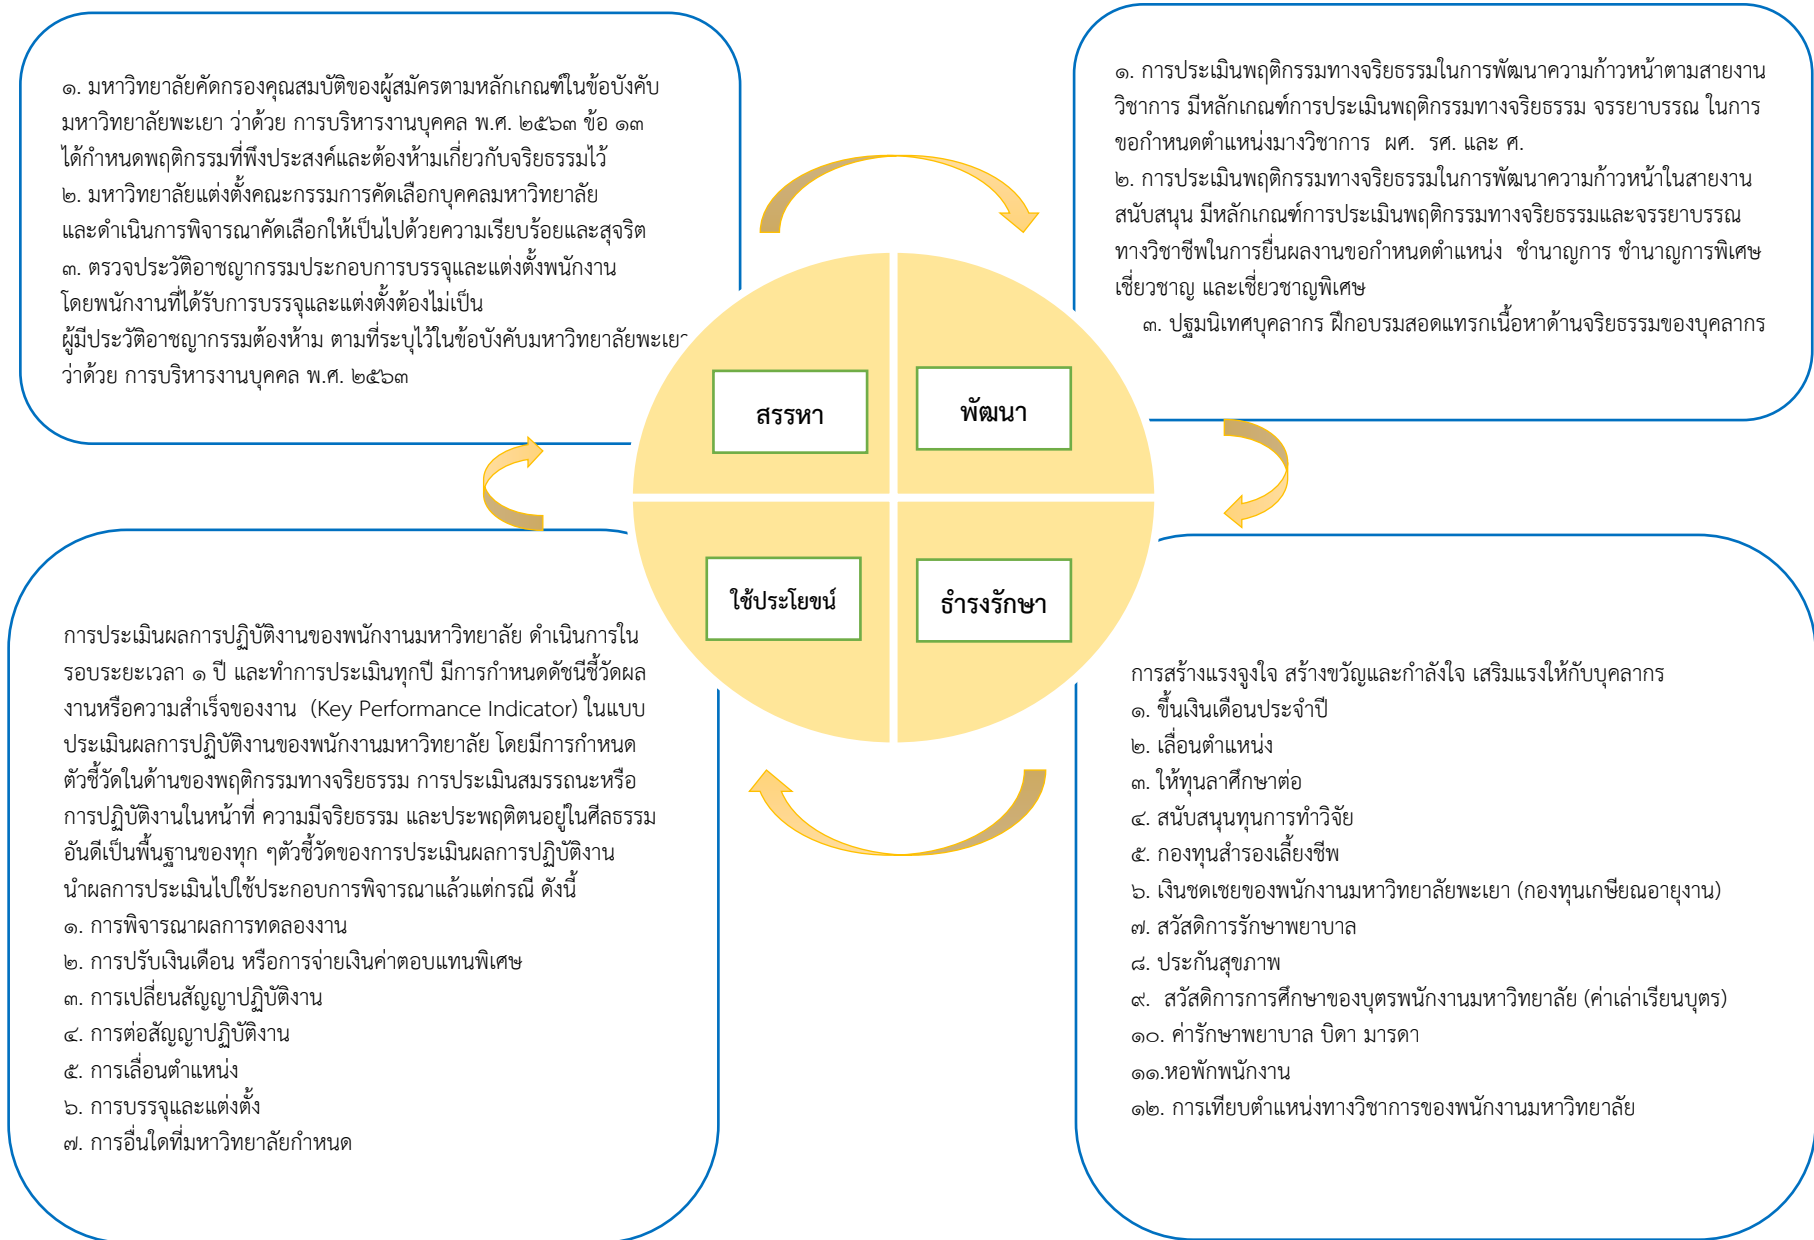 ๑. มหาวิทยาลัยคัดกรองคุณสมบัติของผู้สมัครตามหลักเกณฑ์ในข้อบังคับ
มหาวิทยาลัยพะเยา ว่าด้วย การบริหารงานบุคคล พ.ศ. ๒๕๖๓ ข้อ ๑๓
ได้กำหนดพฤติกรรมที่พึงประสงค์และต้องห้ามเกี่ยวกับจริยธรรมไว้
๒. มหาวิทยาลัยแต่งตั้งคณะกรรมการคัดเลือกบุคคลมหาวิทยาลัย
และดำเนินการพิจารณาคัดเลือกให้เป็นไปด้วยความเรียบร้อยและสุจริต
๓. ตรวจประวัติอาชญากรรมประกอบการบรรจุและแต่งตั้งพนักงาน
โดยพนักงานที่ได้รับการบรรจุและแต่งตั้งต้องไม่เป็น
ผู้มีประวัติอาชญากรรมต้องห้าม ตามที่ระบุไว้ในข้อบังคับมหาวิทยาลัยพะเยา
ว่าด้วย การบริหารงานบุคคล พ.ศ. ๒๕๖๓
๑. การประเมินพฤติกรรมทางจริยธรรมในการพัฒนาความก้าวหน้าตามสายงาน
วิชาการ มีหลักเกณฑ์การประเมินพฤติกรรมทางจริยธรรม จรรยาบรรณ ในการ
ขอกำหนดตำแหน่งมางวิชาการ ผศ. รศ. และ ศ.
๒. การประเมินพฤติกรรมทางจริยธรรมในการพัฒนาความก้าวหน้าในสายงาน
สนับสนุน มีหลักเกณฑ์การประเมินพฤติกรรมทางจริยธรรมและจรรยาบรรณ
ทางวิชาชีพในการยื่นผลงานขอกำหนดตำแหน่ง ชำนาญการ ชำนาญการพิเศษ
เชี่ยวชาญ และเชี่ยวชาญพิเศษ
๓. ปฐมนิเทศบุคลากร ฝึกอบรมสอดแทรกเนื้อหาด้านจริยธรรมของบุคลากร
สรรหา
พัฒนา
ใช้ประโยขน์
ธำรงรักษา
การประเมินผลการปฏิบัติงานของพนักงานมหาวิทยาลัย ดำเนินการใน
รอบระยะเวลา ๑ ปี และทำการประเมินทุกปี มีการกำหนดดัชนีชี้วัดผล
งานหรือความสำเร็จของงาน (Key Performance Indicator) ในแบบ
ประเมินผลการปฏิบัติงานของพนักงานมหาวิทยาลัย โดยมีการกำหนด
ตัวชี้วัดในด้านของพฤติกรรมทางจริยธรรม การประเมินสมรรถนะหรือ
การปฏิบัติงานในหน้าที่ ความมีจริยธรรม และประพฤติตนอยู่ในศีลธรรม
อันดีเป็นพื้นฐานของทุก ๆตัวชี้วัดของการประเมินผลการปฏิบัติงาน
นำผลการประเมินไปใช้ประกอบการพิจารณาแล้วแต่กรณี ดังนี้
๑. การพิจารณาผลการทดลองงาน
๒. การปรับเงินเดือน หรือการจ่ายเงินค่าตอบแทนพิเศษ
๓. การเปลี่ยนสัญญาปฏิบัติงาน
๔. การต่อสัญญาปฏิบัติงาน
๕. การเลื่อนตำแหน่ง
๖. การบรรจุและแต่งตั้ง
๗. การอื่นใดที่มหาวิทยาลัยกำหนด
การสร้างแรงจูงใจ สร้างขวัญและกำลังใจ เสริมแรงให้กับบุคลากร
๑. ขึ้นเงินเดือนประจำปี
๒. เลื่อนตำแหน่ง
๓. ให้ทุนลาศึกษาต่อ
๔. สนับสนุนทุนการทำวิจัย
๕. กองทุนสำรองเลี้ยงชีพ
๖. เงินชดเชยของพนักงานมหาวิทยาลัยพะเยา (กองทุนเกษียณอายุงาน)
๗. สวัสดิการรักษาพยาบาล
๘. ประกันสุขภาพ
๙. สวัสดิการการศึกษาของบุตรพนักงานมหาวิทยาลัย (ค่าเล่าเรียนบุตร)
๑๐. ค่ารักษาพยาบาล บิดา มารดา
๑๑.หอพักพนักงาน
๑๒. การเทียบตำแหน่งทางวิชาการของพนักงานมหาวิทยาลัย